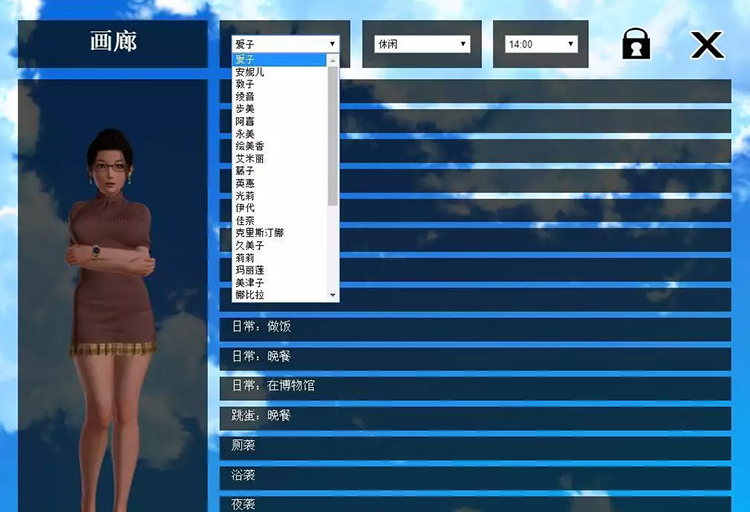 画廊
爱子
休闲
14:00
爱子
安妮儿
敦子
绫音
步美
阿喜
永美
绘美香
艾米丽
藤子
英惠
光莉
伊代
佳奈
克里斯汀娜
久美子
莉莉
玛丽莲
美津子
娜比拉
日常：做饭
日常：晚餐
日常：在博物馆
跳蛋：晚餐
厕袭
浴袭
夜袭